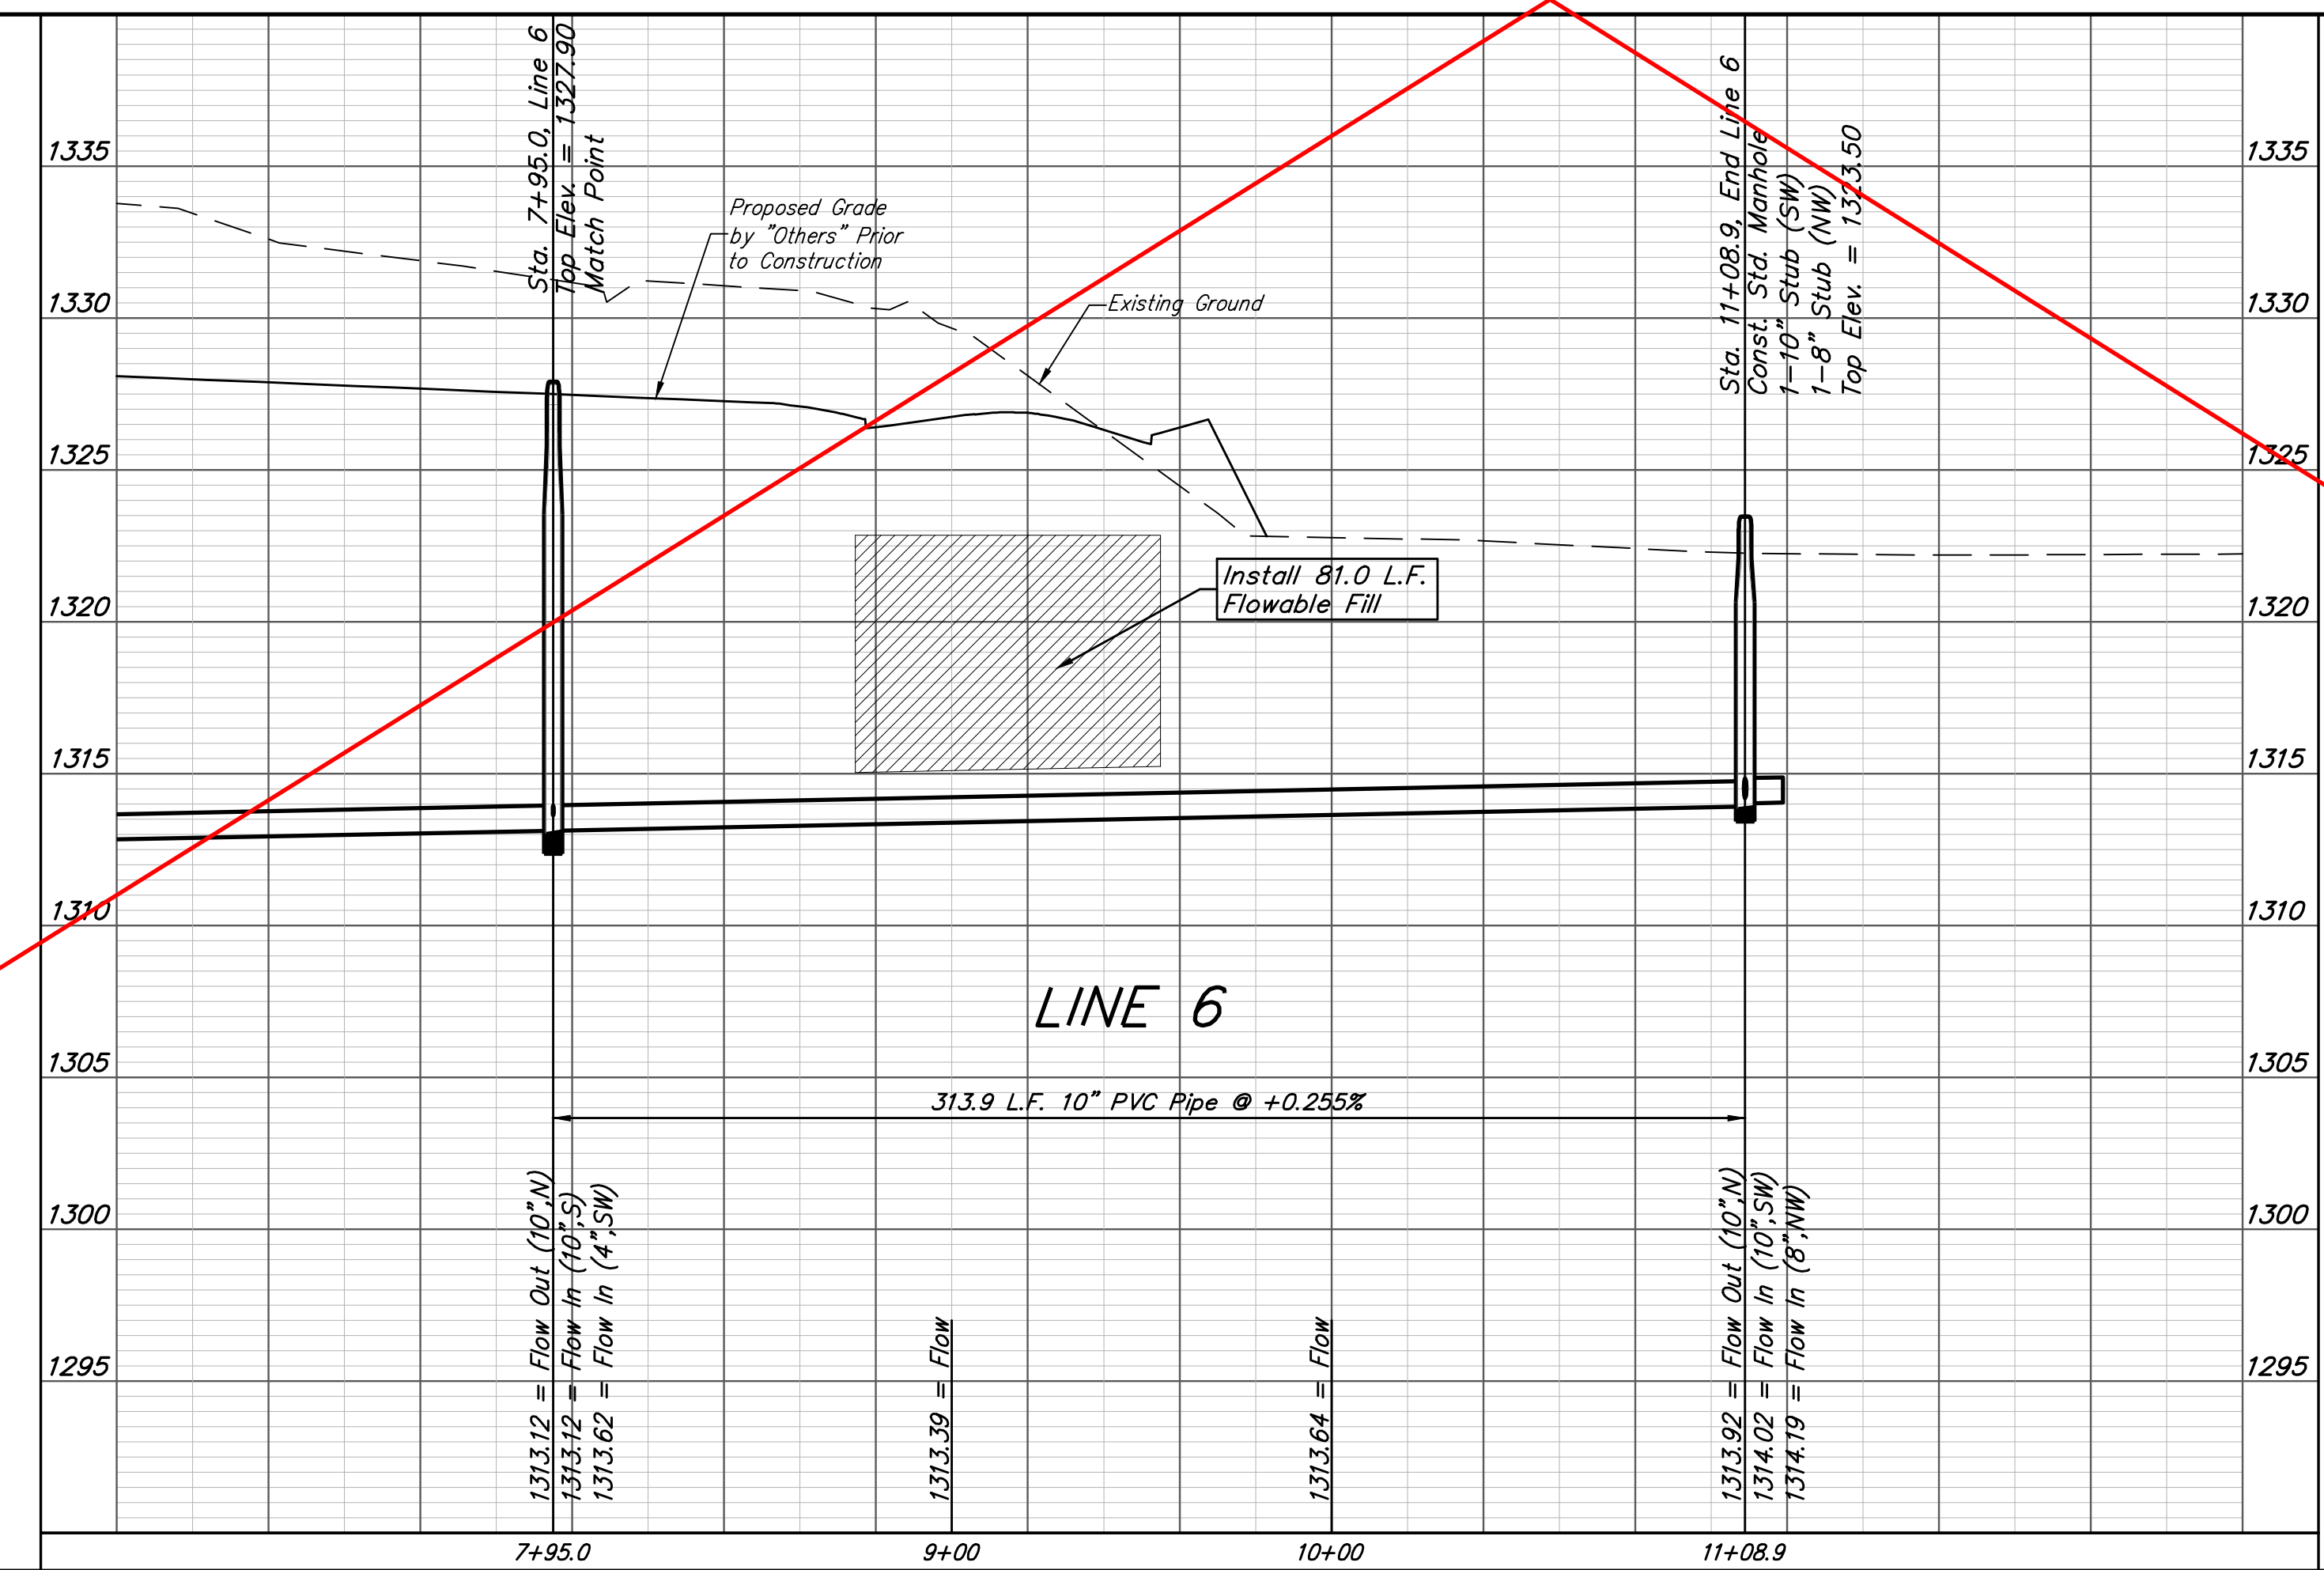 Sta. 7+95.0, Line 6
Top Elev. = 1327.90
Match Point
Sta. 11+08.9, End Line 6
Const. Std. Manhole
1-10" Stub (SW)
1-8" Stub (NW)
Top Elev. = 1323.50
1335
1335
Proposed Grade
by "Others" Prior
to Construction
1330
Existing Ground
1330
1325
1325
Install 81.0 L.F.
Flowable Fill
1320
1320
1315
1315
1310
1310
LINE 6
1305
1305
313.9 L.F. 10" PVC Pipe @ +0.255%
1300
1300
1295
1295
1313.12 = Flow Out (10",N)
1313.12 = Flow In (10",S)
1313.62 = Flow In (4",SW)
1313.39 = Flow
1313.64 = Flow
1313.92 = Flow Out (10",N)
1314.02 = Flow In (10",SW)
1314.19 = Flow In (8",NW)
7+95.0
9+00
10+00
11+08.9